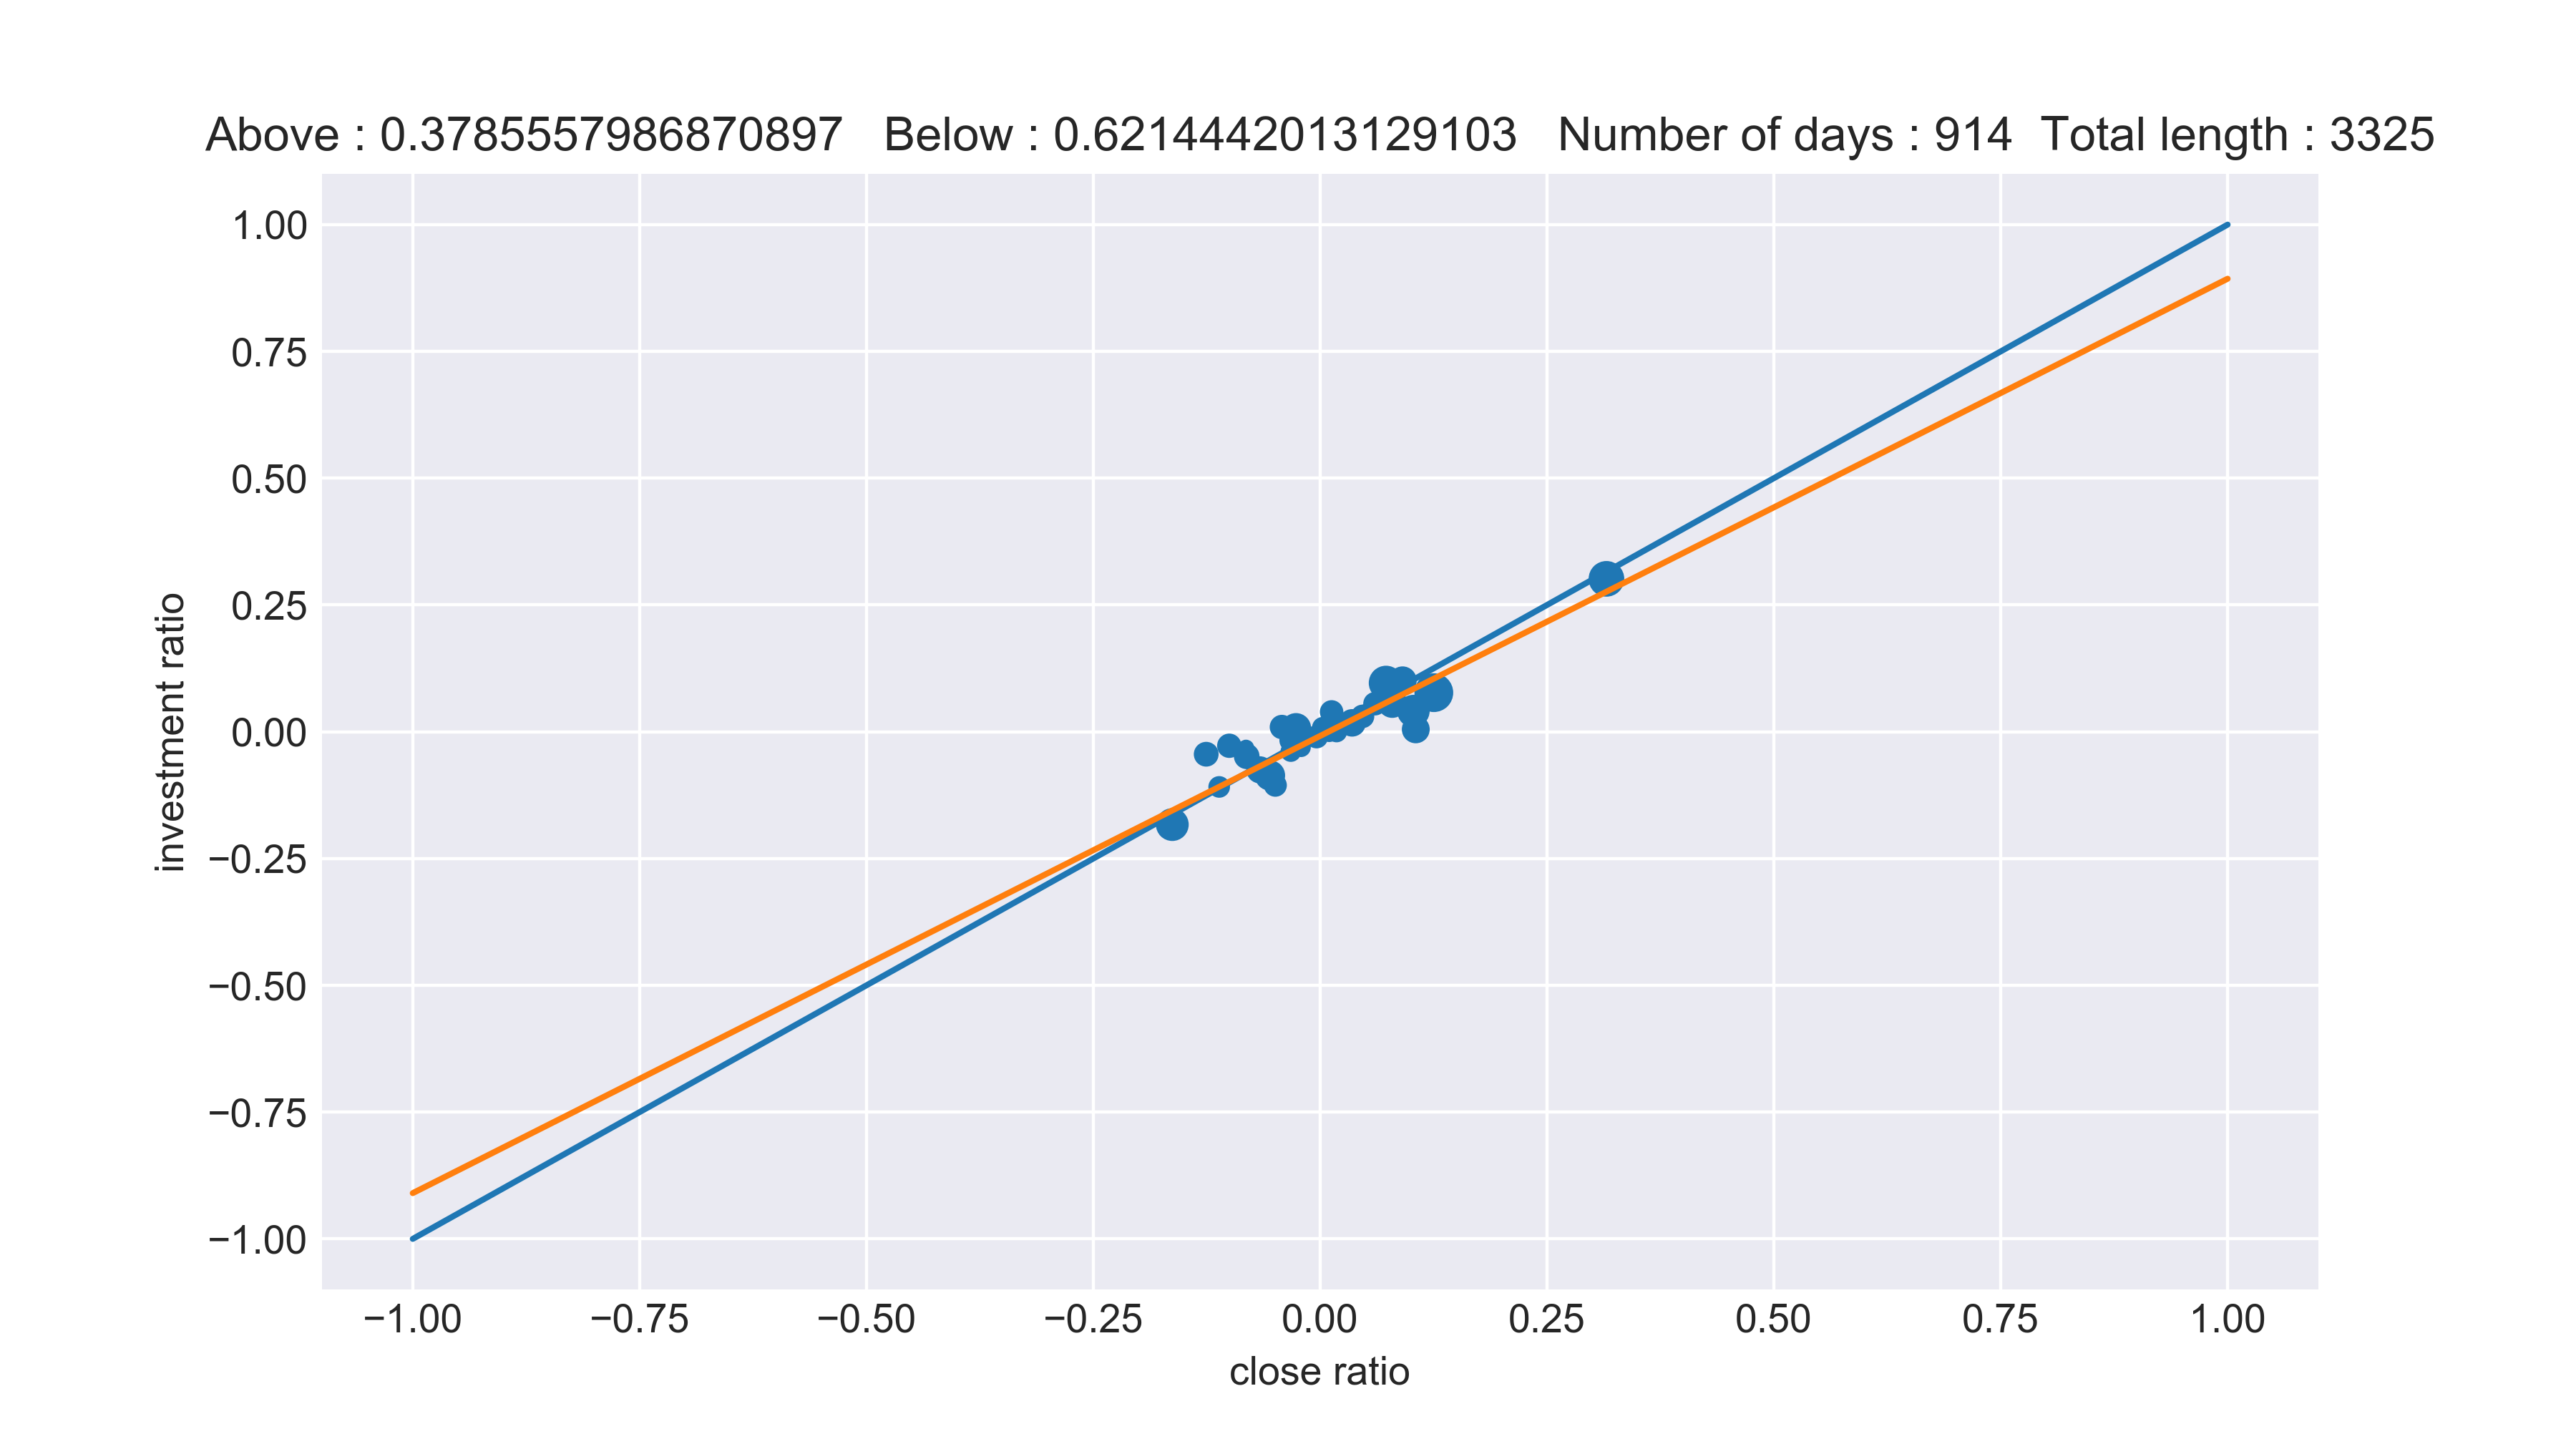 Above : 0.3785557986870897   Below : 0.6214442013129103   Number of days : 914  Total length : 3325
1.00
0.75
0.50
0.25
0.00
−0.25
−0.50
−0.75
−1.00
investment ratio
−1.00 −0.75 −0.50 −0.25 0.00 0.25 0.50 0.75 1.00
close ratio